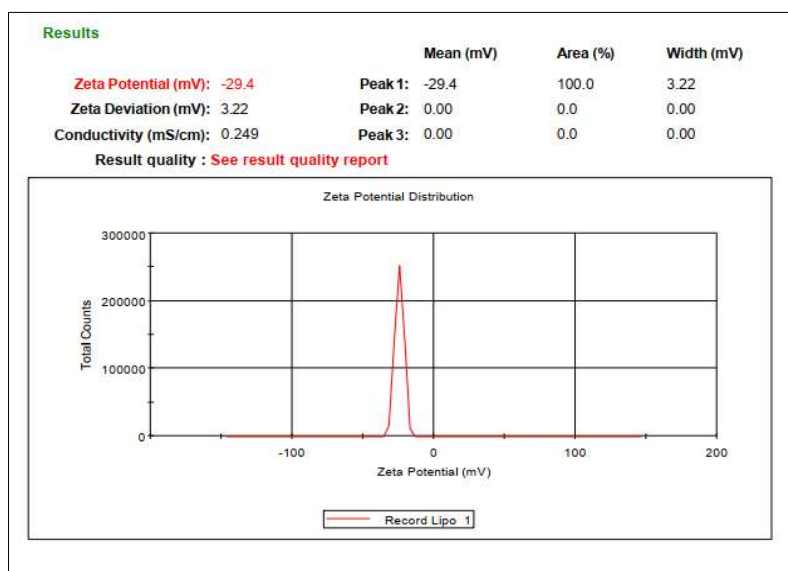 Results
Mean (mV) Area (%) Width (mV)
Zeta Potential (mV): -29.4 Peak 1: -29.4 100.0 3.22
Zeta Deviation (mV): 3.22 Peak 2: 0.00 0.0 0.00
Conductivity (mS/cm): 0.249 Peak 3: 0.00 0.0 0.00
Result quality : See result quality report
Zeta Potential Distribution
300000
200000
Total Counts
100000
0
-100 0 100 200
Zeta Potential (mV)
Record Lipo 1